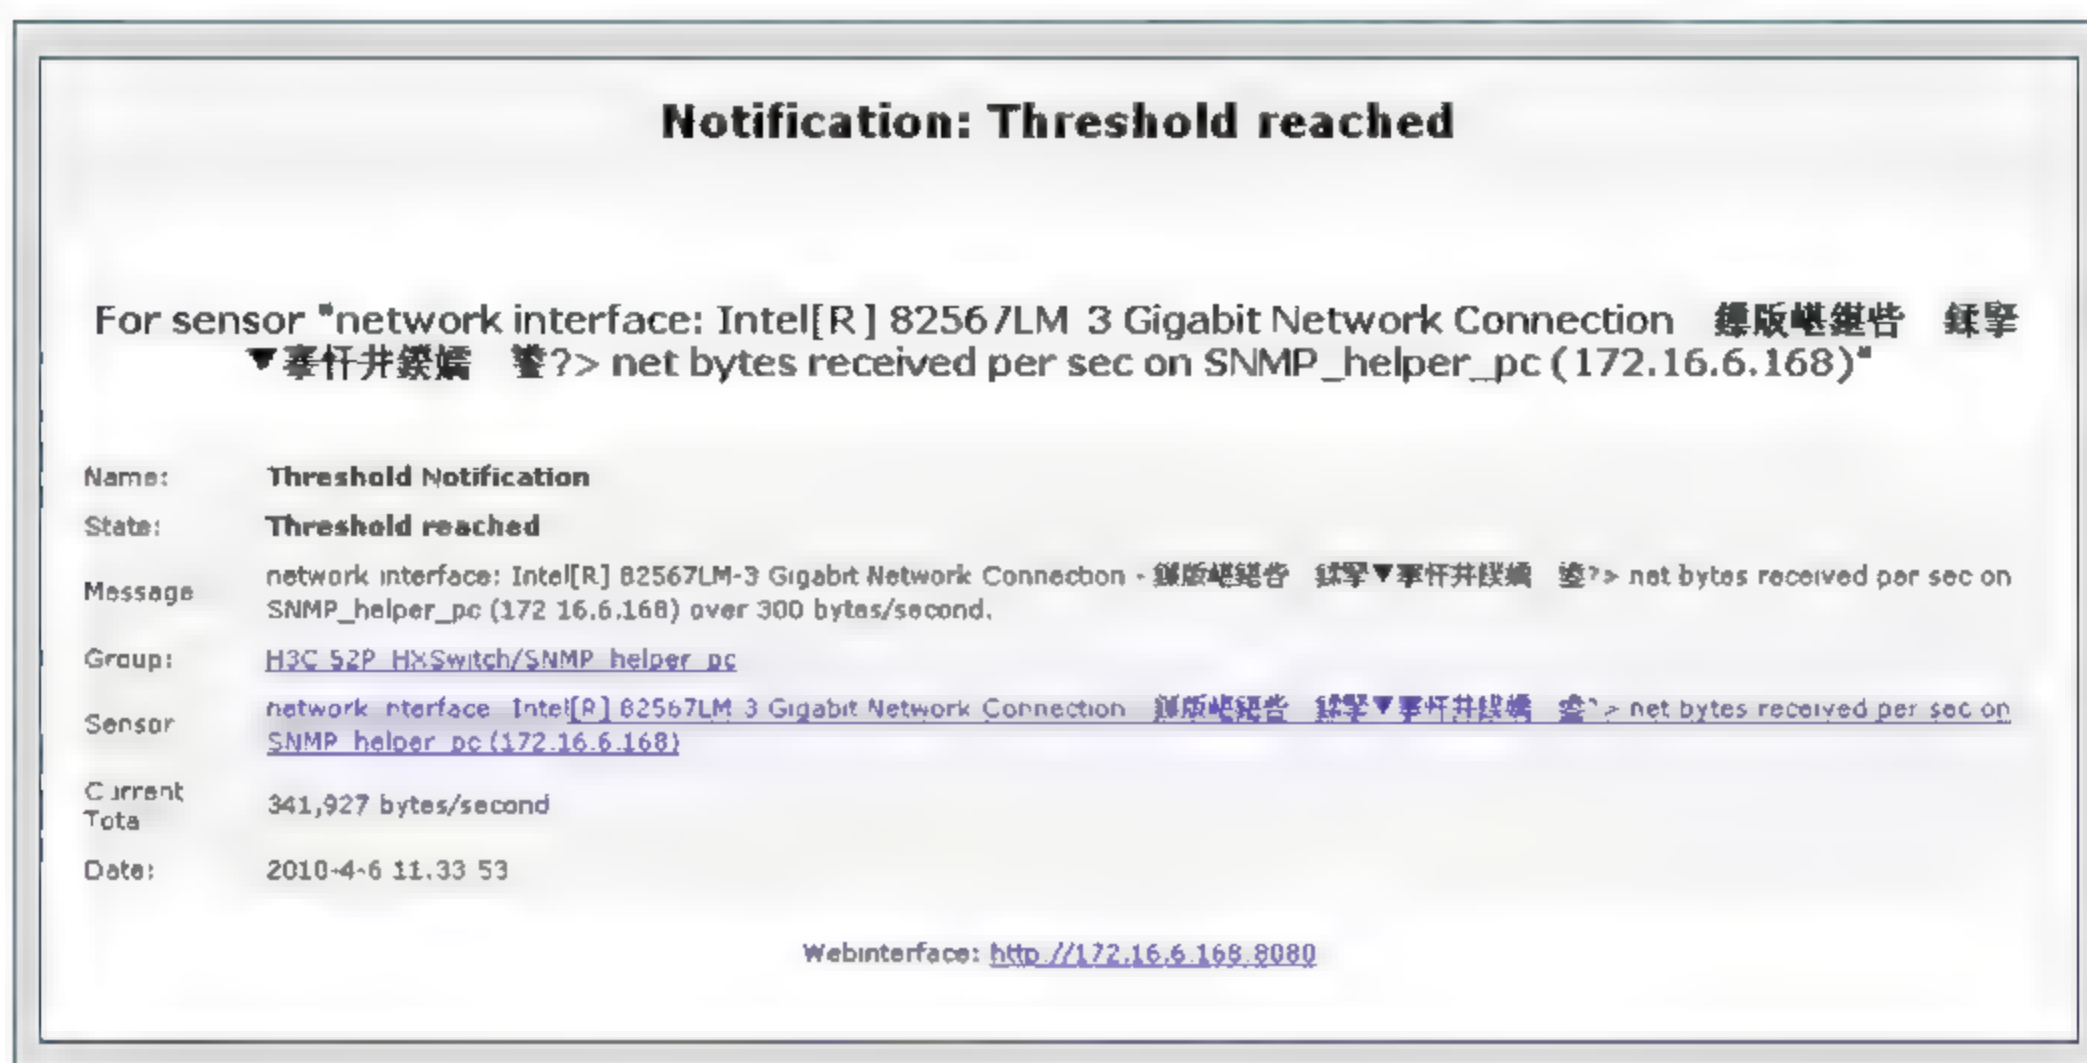 Notification: Threshold reached
For sensor "network interface: Intel[R] 82567LM 3 Gigabit Network Connection
▼ 井 ?> net bytes received per sec on SNMP_helper_pc (172.16.6.168)"
Name: Threshold Notification
State: Threshold reached
Message network interface: Intel[R] 82567LM-3 Gigabit Network Connection - ▼ 井 ?> net bytes received per sec on
SNMP_helper_pc (172 16.6.168) over 300 bytes/second.
Group: H3C 52P HXSwitch/SNMP helper pc
Sensor network nterface Intel[R] 82567LM 3 Gigabit Network Connection ▼ 井 > net bytes received per sec on
SNMP helper pc (172.16.6.168)
Current
Tota 341,927 bytes/second
Date: 2010-4-6 11.33 53
Webinterface: http://172.16.6.168.8080